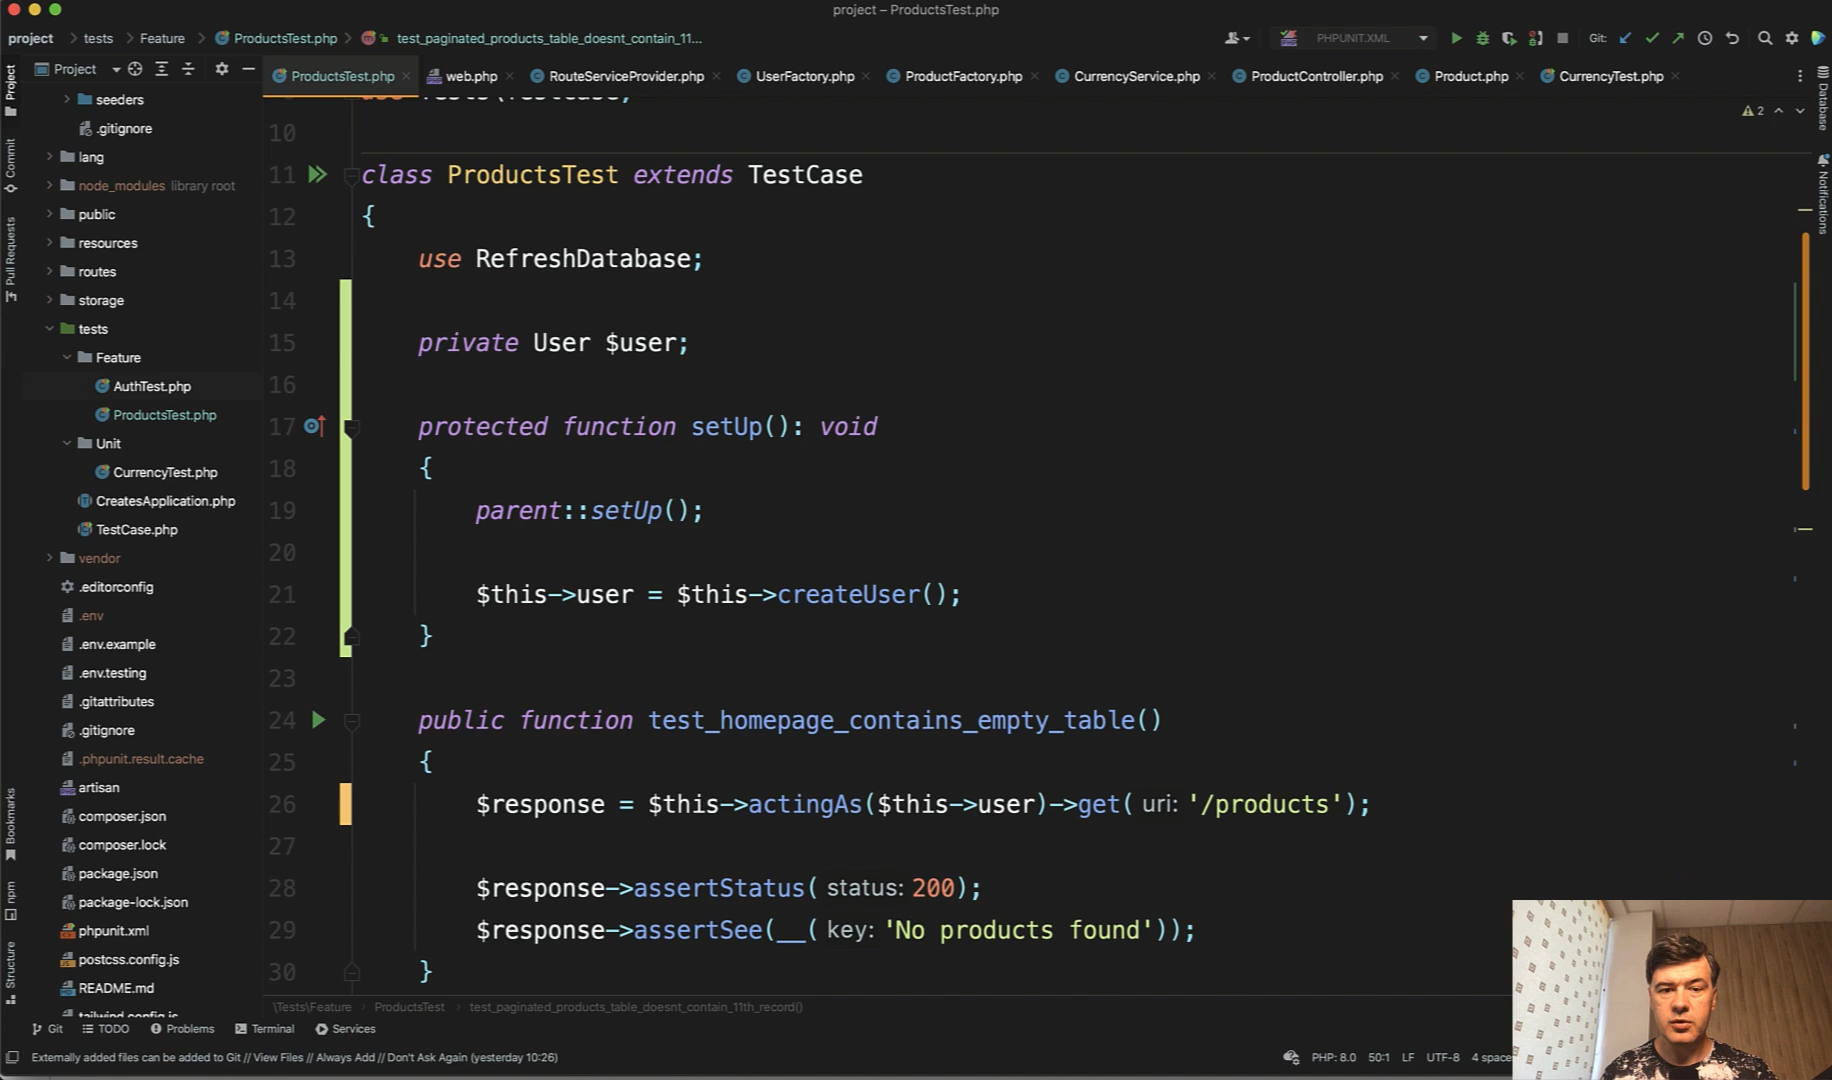 project – ProductsTest.php
project > tests > Feature > ProductsTest.php > test_paginated_products_table_doesnt_contain_11...
PHPUNIT.XML
Git:
Project
ProductsTest.php
web.php
RouteServiceProvider.php
UserFactory.php
ProductFactory.php
CurrencyService.php
ProductController.php
Product.php
CurrencyTest.php
Project
Commit
Pull Requests
Bookmarks
npm
Structure
Database
Notifications
2
seeders
.gitignore
lang
node_modules library root
public
resources
routes
storage
tests
Feature
AuthTest.php
ProductsTest.php
Unit
CurrencyTest.php
CreatesApplication.php
TestCase.php
vendor
.editorconfig
.env
.env.example
.env.testing
.gitattributes
.gitignore
.phpunit.result.cache
artisan
composer.json
composer.lock
package.json
package-lock.json
phpunit.xml
postcss.config.js
README.md
tailwind.config.js
10
11 class ProductsTest extends TestCase
12 {
13 use RefreshDatabase;
14
15 private User $user;
16
17 protected function setUp(): void
18 {
19 parent::setUp();
20
21 $this->user = $this->createUser();
22 }
23
24 public function test_homepage_contains_empty_table()
25 {
26 $response = $this->actingAs($this->user)->get( uri: '/products');
27
28 $response->assertStatus( status: 200);
29 $response->assertSee(__( key: 'No products found'));
30 }
\Tests\Feature > ProductsTest > test_paginated_products_table_doesnt_contain_11th_record()
Git
TODO
Problems
Terminal
Services
Externally added files can be added to Git // View Files // Always Add // Don't Ask Again (yesterday 10:26)
PHP: 8.0 50:1 LF UTF-8 4 space